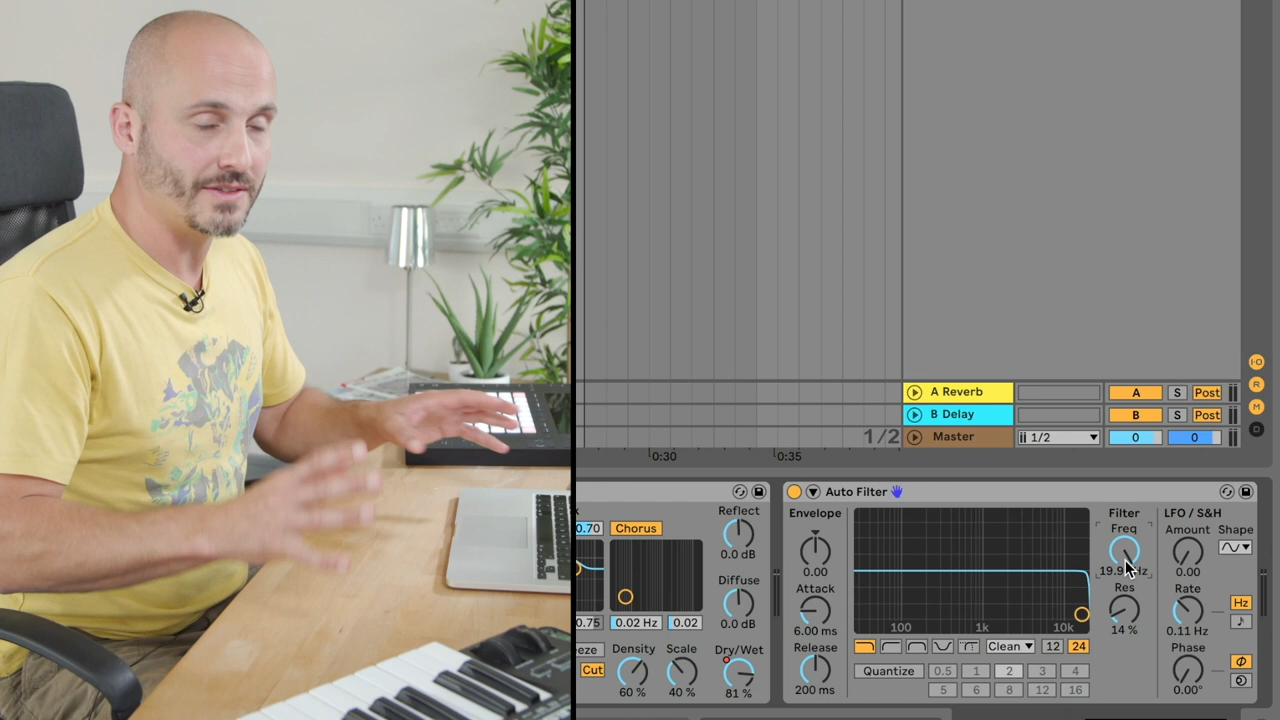 A Reverb
A
S
Post
B Delay
B
S
Post
1/2
Master
1/2
0
0
0:30
0:35
I·O
R
M
D
0.70
Chorus
Reflect
0.0 dB
Diffuse
0.0 dB
0.75
0.02 Hz
0.02
Density
60 %
Scale
40 %
Dry/Wet
81 %
Cut
Auto Filter
Envelope
0.00
Attack
6.00 ms
Release
200 ms
100
1k
10k
Clean
12
24
Quantize
0.5
1
2
3
4
5
6
8
12
16
Filter
Freq
Res
14 %
LFO / S&H
Amount
0.00
Shape
Rate
0.11 Hz
Hz
Phase
0.00°